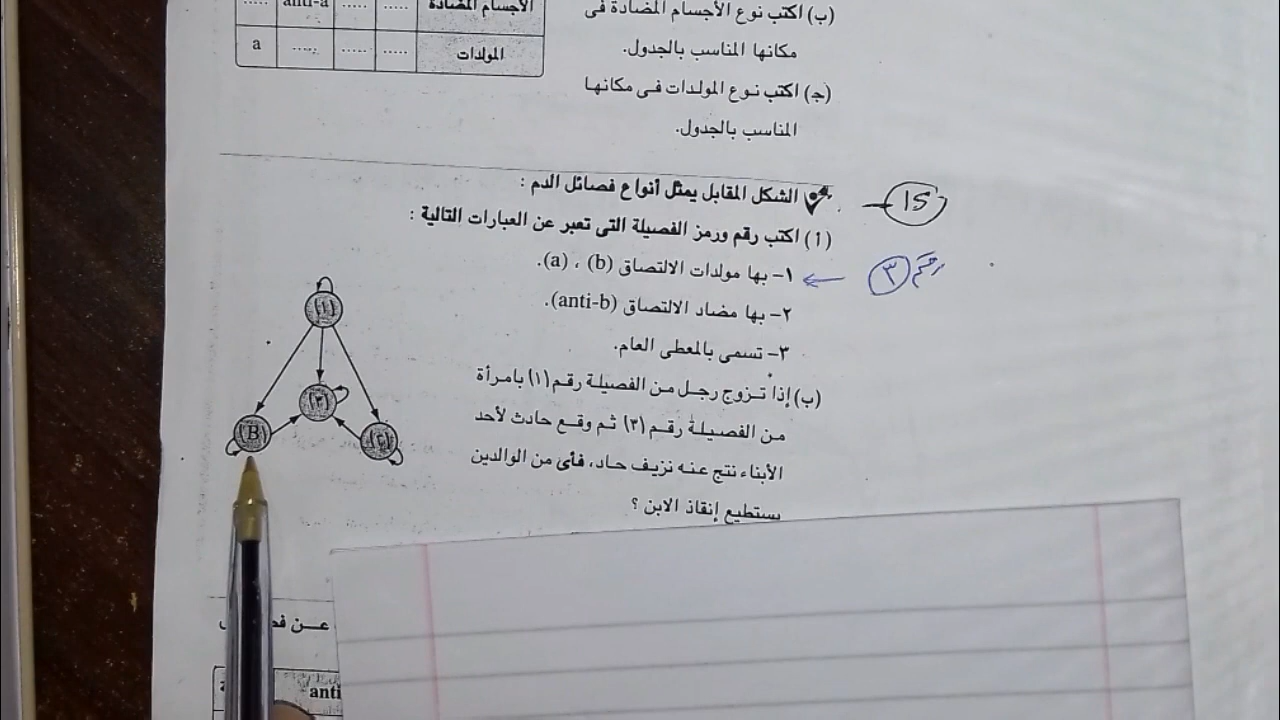 (ب) اكتب نوع الأجسام المضادة فى
مكانها المناسب بالجدول.
(ج) اكتب نوع المولدات فى مكانها
المناسب بالجدول.
الأجسام المضادة ..... ..... anti-a .....
المولدات ..... ..... ..... a
15
الشكل المقابل يمثل أنواع فصائل الدم :
(١) اكتب رقم ورمز الفصيلة التى تعبر عن العبارات التالية :
١- بها مولدات الالتصاق (b) ، (a).
رقم ٣
٢- بها مضاد الالتصاق (anti-b).
٣- تسمى بالمعطى العام.
(ب) إذا تزوج رجل من الفصيلة رقم (١) بامرأة
من الفصيلة رقم (٣) ثم وقع حادث لأحد
الأبناء نتج عنه نزيف حاد، فأى من الوالدين
يستطيع إنقاذ الابن ؟
(١)
(٣)
(B)
(٢)
عن
anti